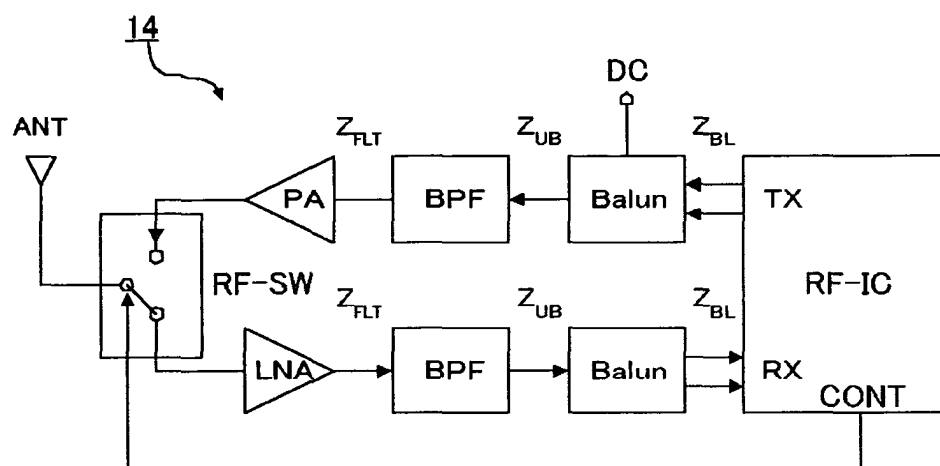 14
DC
ANT
Z_FLT Z_UB Z_BL
PA BPF Balun TX
RF-SW RF-IC
Z_FLT Z_UB Z_BL
LNA BPF Balun RX
CONT